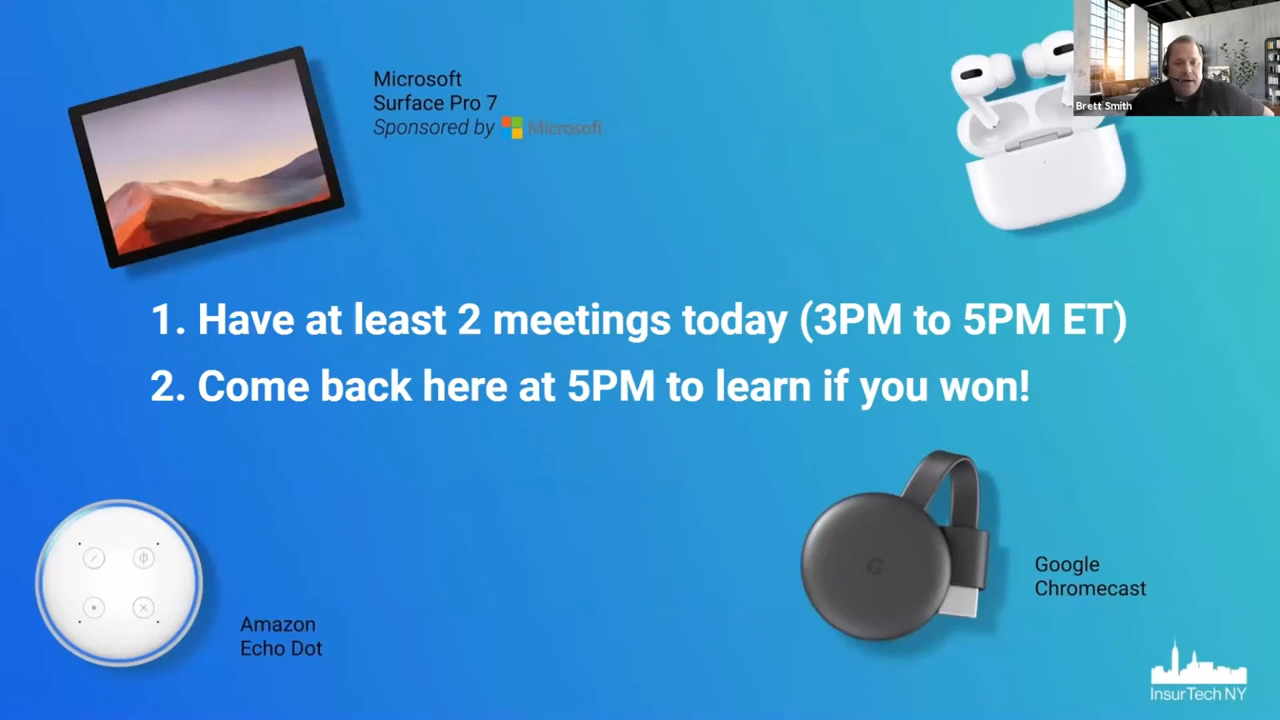 Microsoft
Surface Pro 7
Sponsored by Microsoft
Brett Smith
1. Have at least 2 meetings today (3PM to 5PM ET)
2. Come back here at 5PM to learn if you won!
Amazon
Echo Dot
G
Google
Chromecast
InsurTech NY